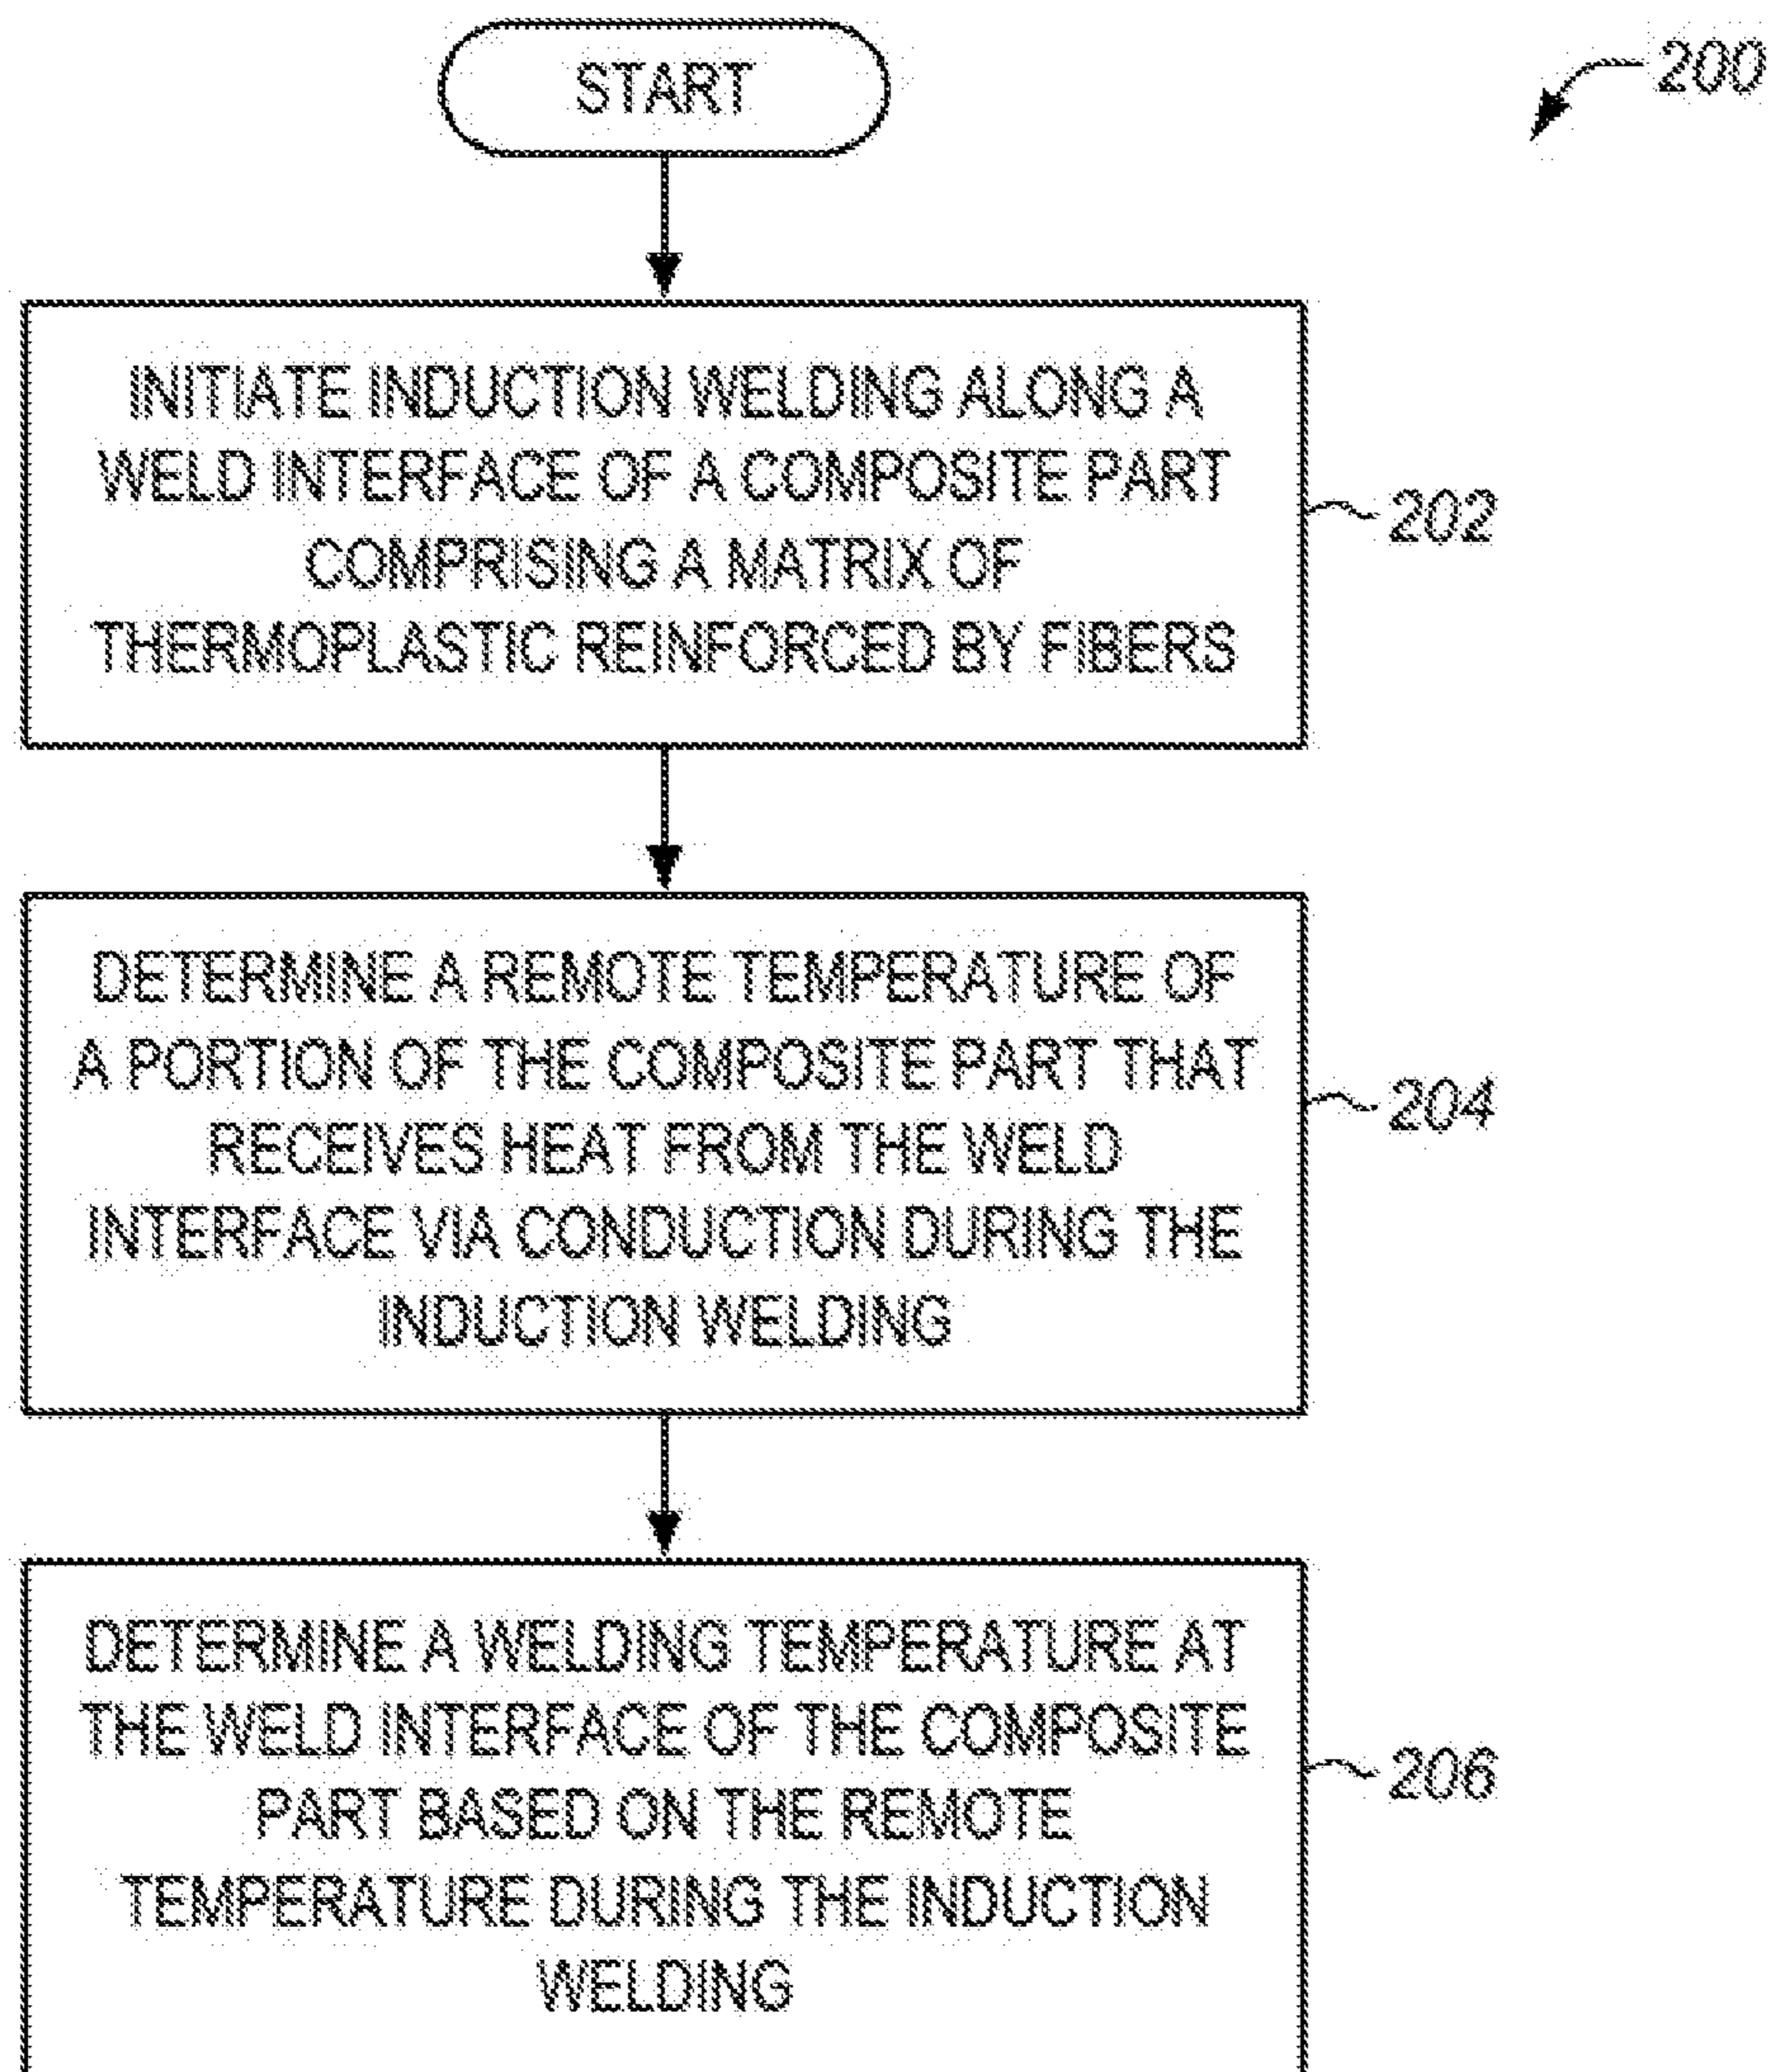 START
200
INITIATE INDUCTION WELDING ALONG A
WELD INTERFACE OF A COMPOSITE PART
COMPRISING A MATRIX OF
THERMOPLASTIC REINFORCED BY FIBERS
202
DETERMINE A REMOTE TEMPERATURE OF
A PORTION OF THE COMPOSITE PART THAT
RECEIVES HEAT FROM THE WELD
INTERFACE VIA CONDUCTION DURING THE
INDUCTION WELDING
204
DETERMINE A WELDING TEMPERATURE AT
THE WELD INTERFACE OF THE COMPOSITE
PART BASED ON THE REMOTE
TEMPERATURE DURING THE INDUCTION
WELDING
206